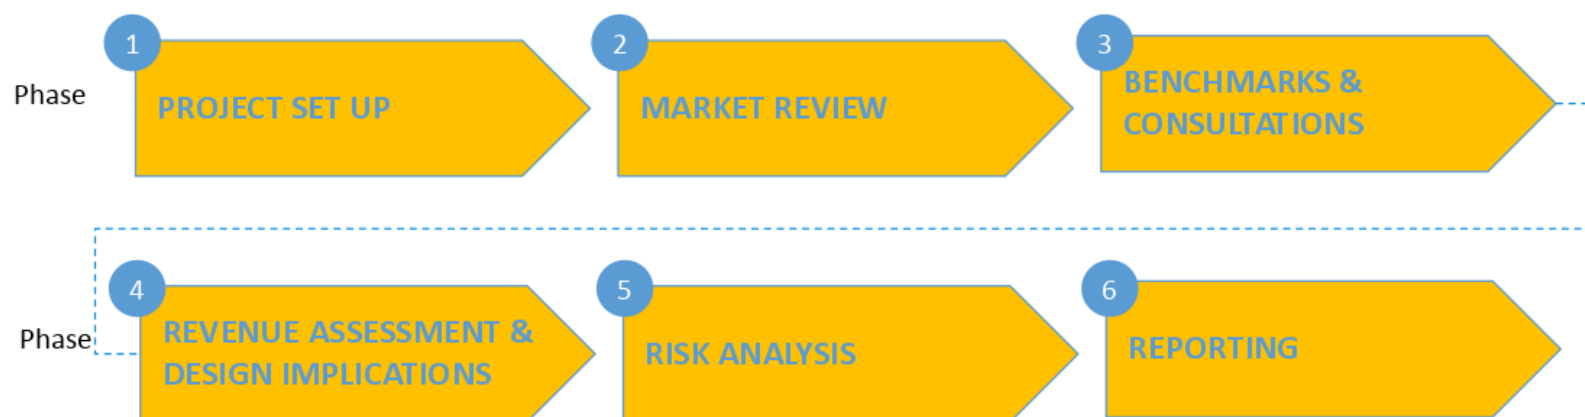 1
2
3
Phase
PROJECT SET UP
MARKET REVIEW
BENCHMARKS &
CONSULTATIONS
4
5
6
Phase
REVENUE ASSESSMENT &
DESIGN IMPLICATIONS
RISK ANALYSIS
REPORTING